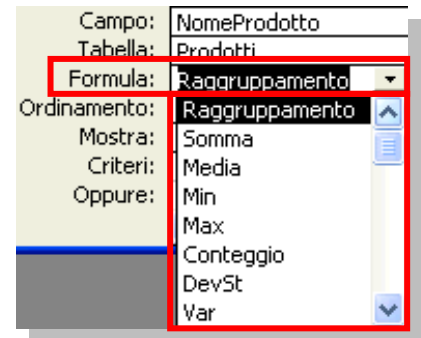 Campo: NomeProdotto
Tabella: Prodotti
Formula: Raggruppamento
Ordinamento: Raggruppamento
Mostra: Somma
Criteri: Media
Oppure: Min
Max
Conteggio
DevSt
Var